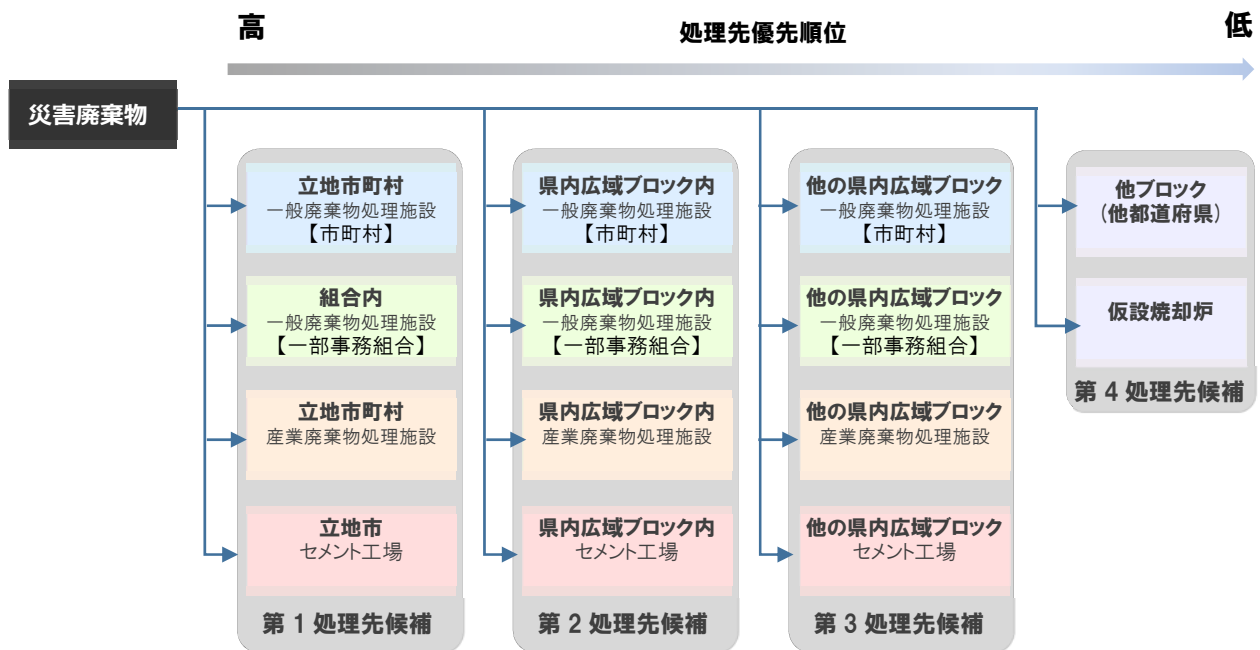 高
処理先優先順位
低
災害廃棄物
立地市町村
一般廃棄物処理施設
【市町村】
組合内
一般廃棄物処理施設
【一部事務組合】
立地市町村
産業廃棄物処理施設
立地市
セメント工場
第 1 処理先候補
県内広域ブロック内
一般廃棄物処理施設
【市町村】
県内広域ブロック内
一般廃棄物処理施設
【一部事務組合】
県内広域ブロック内
産業廃棄物処理施設
県内広域ブロック内
セメント工場
第 2 処理先候補
他の県内広域ブロック
一般廃棄物処理施設
【市町村】
他の県内広域ブロック
一般廃棄物処理施設
【一部事務組合】
他の県内広域ブロック
産業廃棄物処理施設
他の県内広域ブロック
セメント工場
第 3 処理先候補
他ブロック
(他都道府県)
仮設焼却炉
第 4 処理先候補